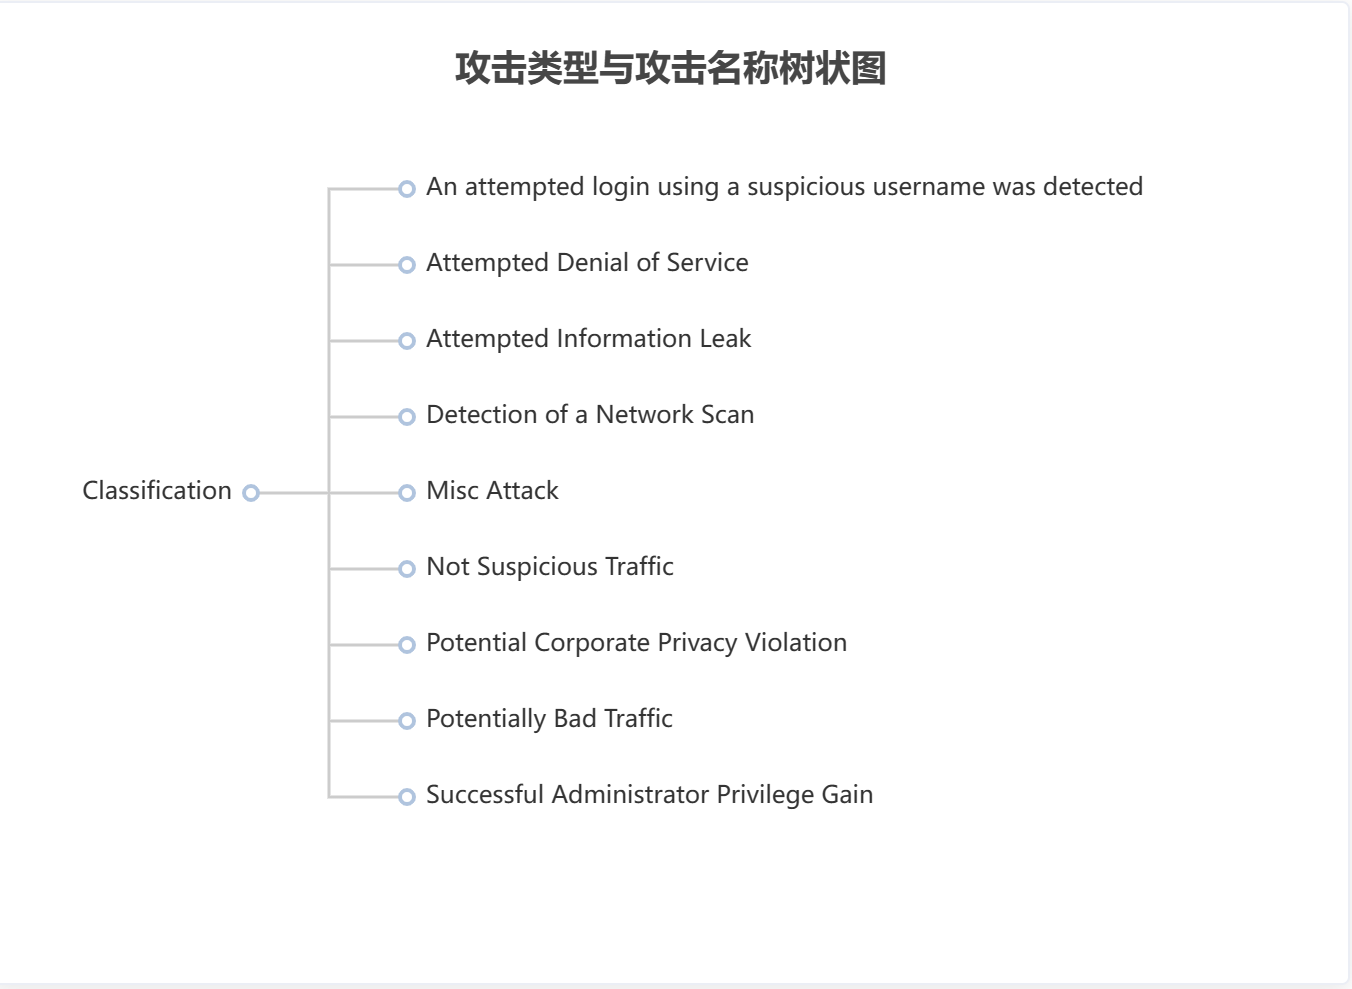 攻击类型与攻击名称树状图
An attempted login using a suspicious username was detected
Attempted Denial of Service
Attempted Information Leak
Detection of a Network Scan
Classification
Misc Attack
Not Suspicious Traffic
Potential Corporate Privacy Violation
Potentially Bad Traffic
Successful Administrator Privilege Gain